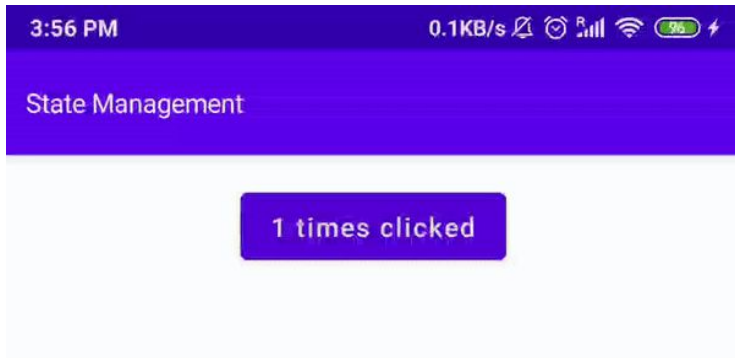 3:56 PM 0.1KB/s R 96
State Management
1 times clicked